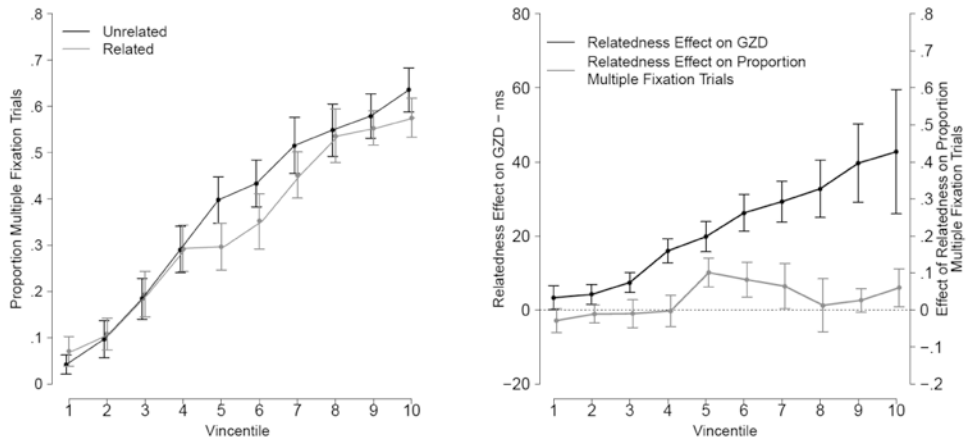 .8
.7
.6
.5
.4
.3
.2
.1
0
Proportion Multiple Fixation Trials
Unrelated
Related
1 2 3 4 5 6 7 8 9 10
Vincentile
80
60
40
20
0
−20
Relatedness Effect on GZD − ms
Relatedness Effect on GZD
Relatedness Effect on Proportion
Multiple Fixation Trials
1 2 3 4 5 6 7 8 9 10
Vincentile
.8
.7
.6
.5
.4
.3
.2
.1
0
−.1
−.2
Effect of Relatedness on Proportion
Multiple Fixation Trials